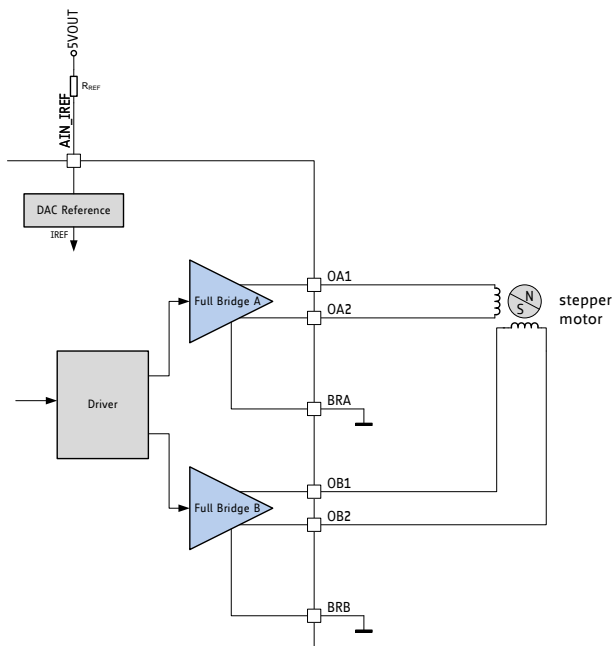 5VOUT
RREF
AIN_IREF
DAC Reference
IREF
Full Bridge A
OA1
OA2
N
S
stepper
motor
BRA
Driver
Full Bridge B
OB1
OB2
BRB